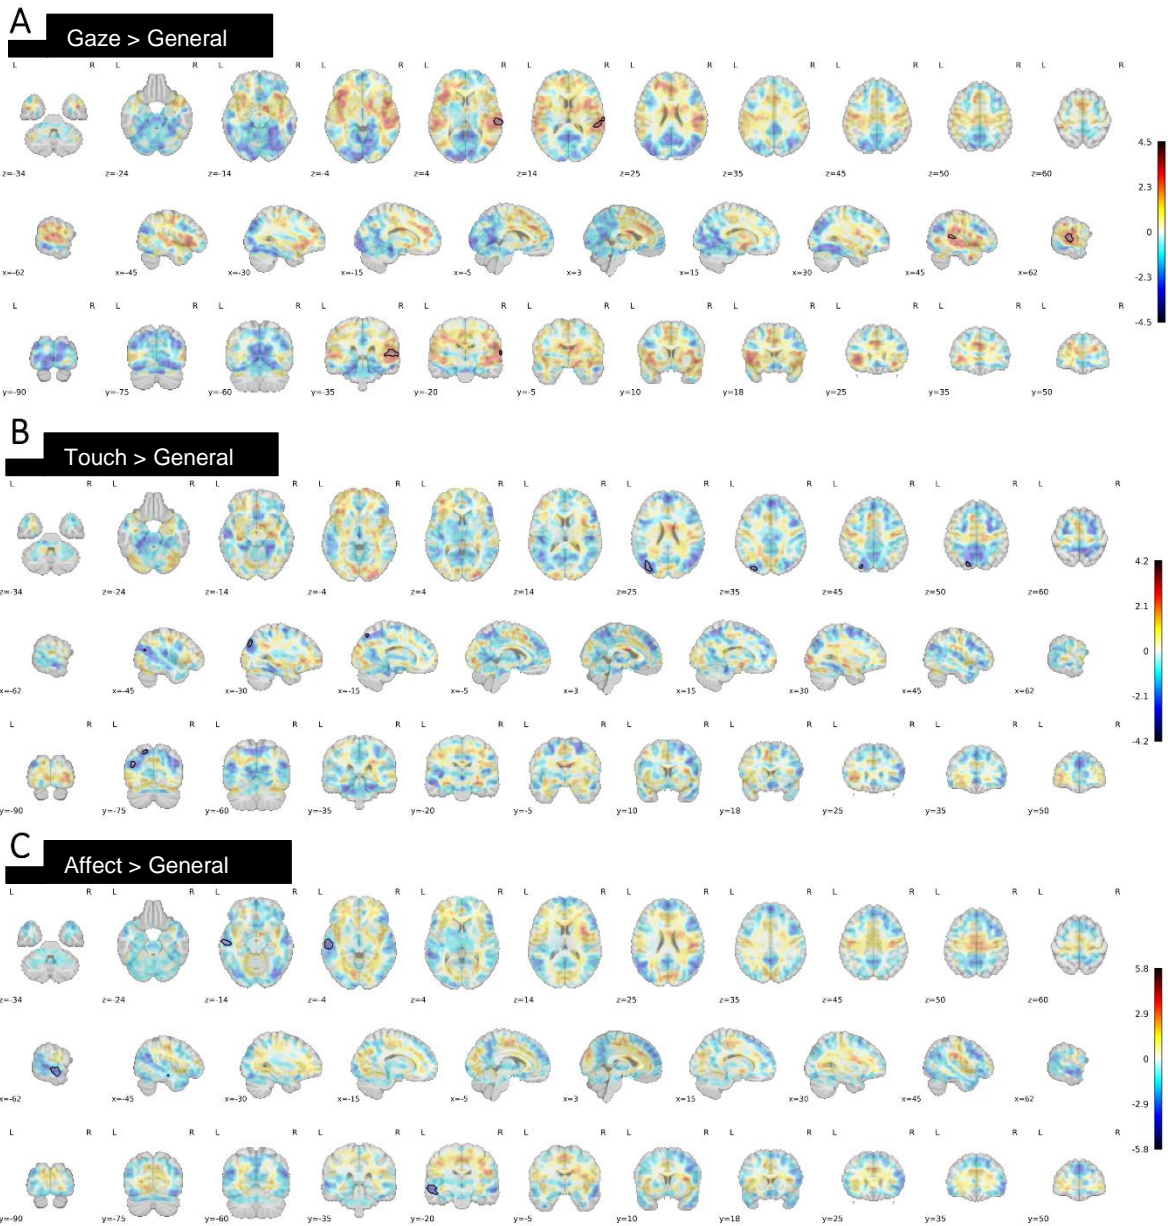 A
Gaze > General
L R L R L R L R L R L R L R L R L R L R L R
z=-34 z=-24 z=-14 z=-4 z=4 z=14 z=25 z=35 z=45 z=50 z=60
4.5
2.3
0
-2.3
-4.5
x=-62 x=-45 x=-30 x=-15 x=-5 x=3 x=15 x=30 x=45 x=62
L R L R L R L R L R L R L R L R L R L R L R
y=-90 y=-75 y=-60 y=-35 y=-20 y=-5 y=10 y=18 y=25 y=35 y=50
B
Touch > General
L R L R L R L R L R L R L R L R L R L R L R
z=-34 z=-24 z=-14 z=-4 z=4 z=14 z=25 z=35 z=45 z=50 z=60
4.2
2.1
0
-2.1
-4.2
x=-62 x=-45 x=-30 x=-15 x=-5 x=3 x=15 x=30 x=45 x=62
L R L R L R L R L R L R L R L R L R L R L R
y=-90 y=-75 y=-60 y=-35 y=-20 y=-5 y=10 y=18 y=25 y=35 y=50
C
Affect > General
L R L R L R L R L R L R L R L R L R L R L R
z=-34 z=-24 z=-14 z=-4 z=4 z=14 z=25 z=35 z=45 z=50 z=60
5.8
2.9
0
-2.9
-5.8
x=-62 x=-45 x=-30 x=-15 x=-5 x=3 x=15 x=30 x=45 x=62
L R L R L R L R L R L R L R L R L R L R L R
y=-90 y=-75 y=-60 y=-35 y=-20 y=-5 y=10 y=18 y=25 y=35 y=50